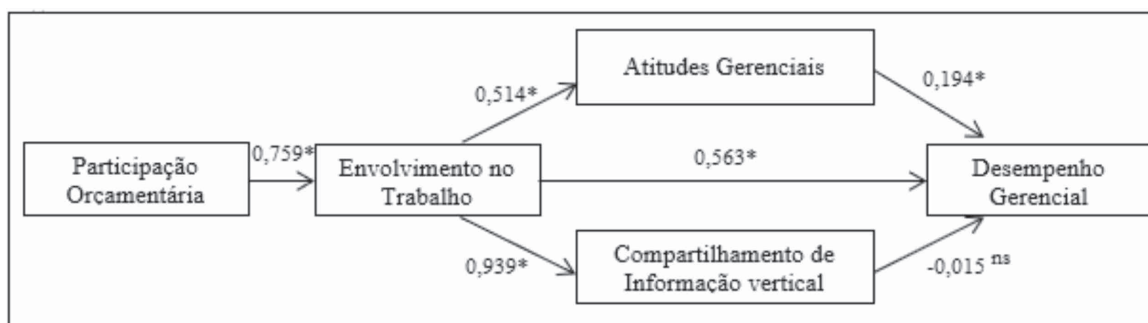 Atitudes Gerenciais
0,514*
0,194*
Participação
Orçamentária
0,759*
Envolvimento no
Trabalho
0,563*
Desempenho
Gerencial
0,939*
Compartilhamento de
Informação vertical
-0,015 ns